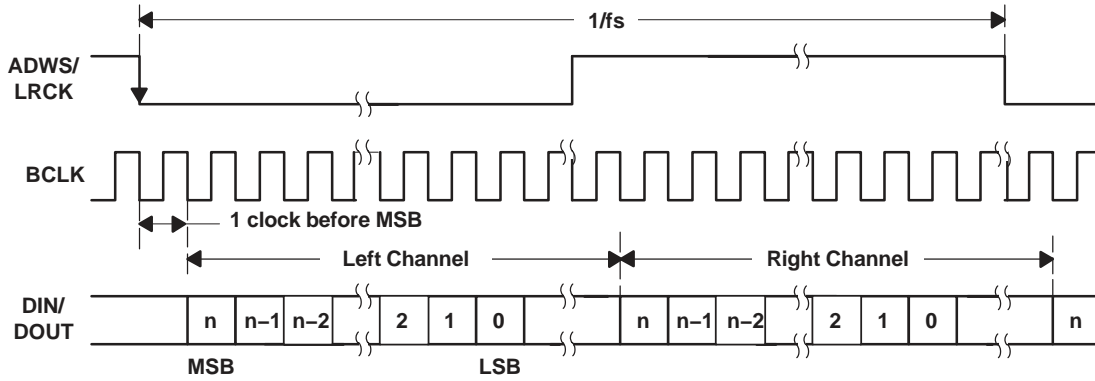 1/fs
ADWS/
LRCK
BCLK
1 clock before MSB
Left Channel
Right Channel
DIN/
DOUT
n n−1 n−2 2 1 0 n n−1 n−2 2 1 0 n
MSB LSB